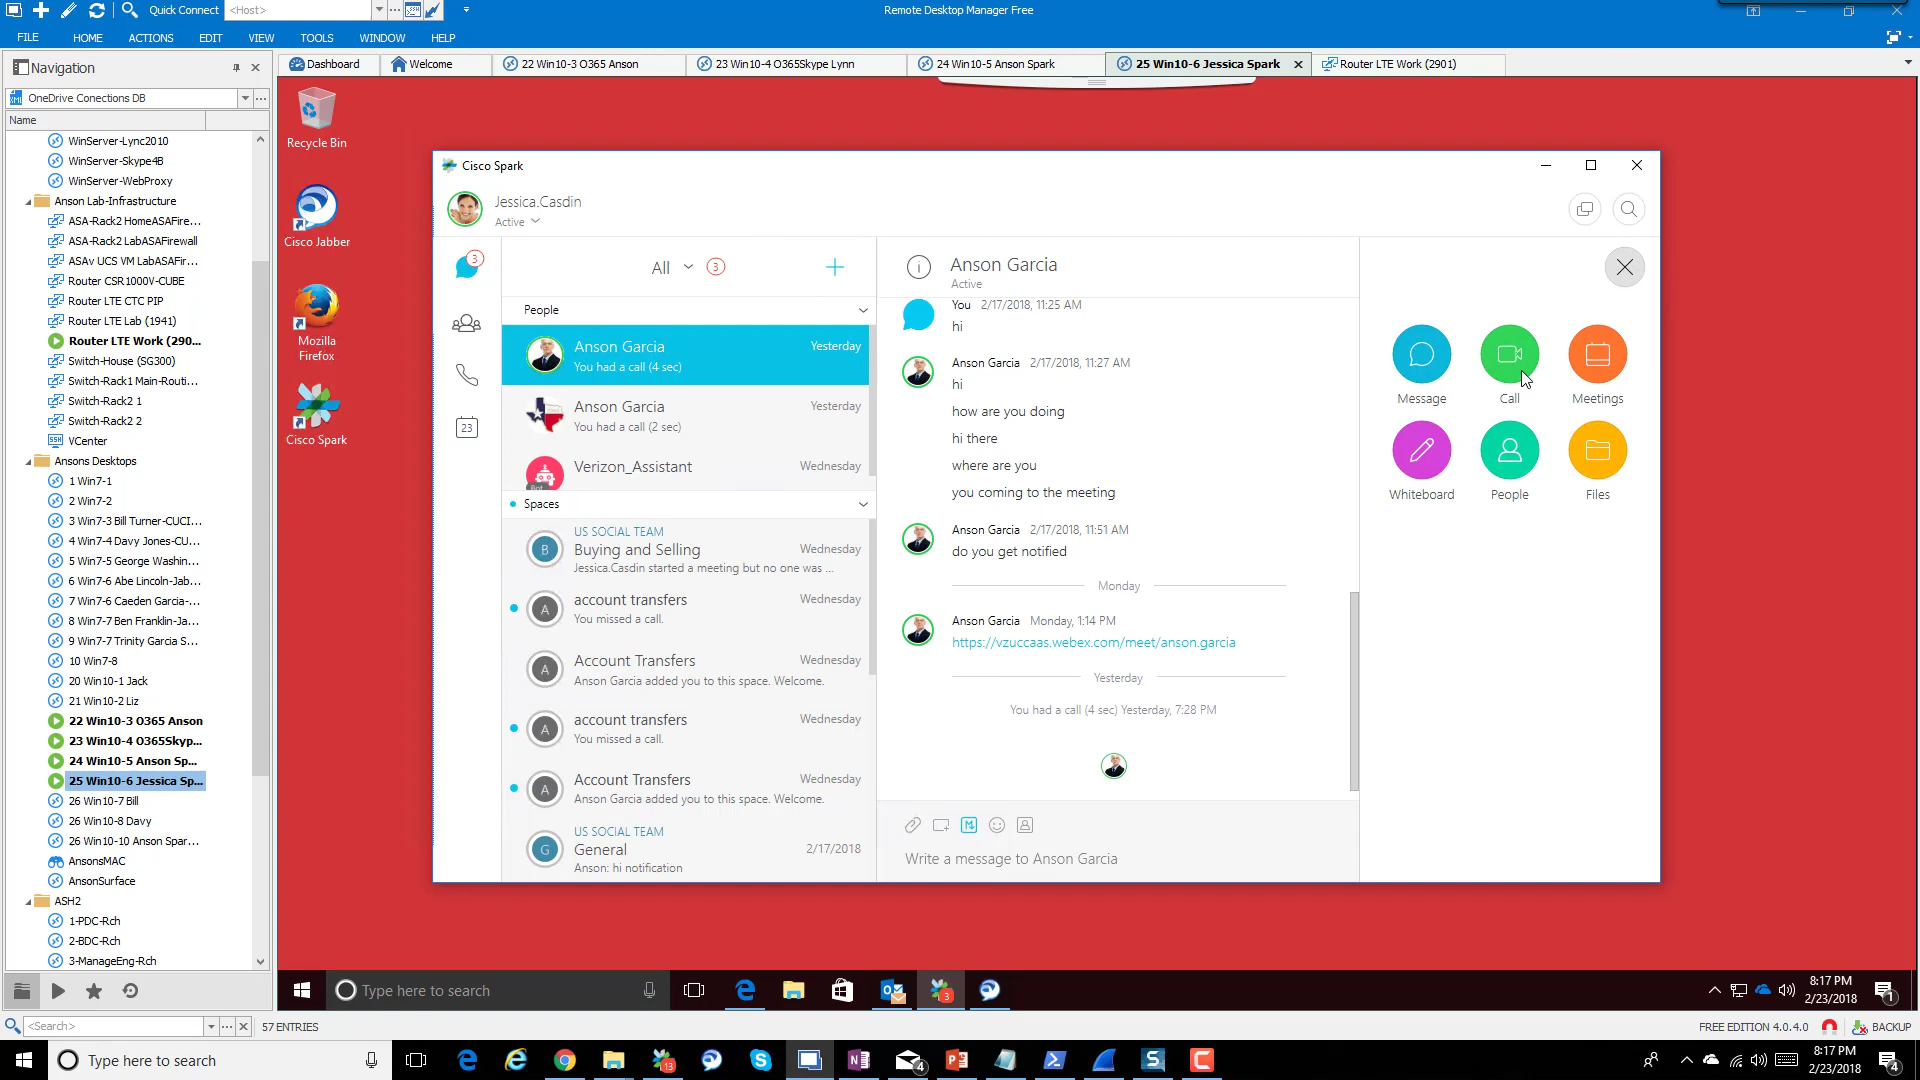 Quick Connect
<Host>
Remote Desktop Manager Free
FILE
HOME
ACTIONS
EDIT
VIEW
TOOLS
WINDOW
HELP
Navigation
Dashboard
Welcome
22 Win10-3 O365 Anson
23 Win10-4 O365Skype Lynn
24 Win10-5 Anson Spark
25 Win10-6 Jessica Spark
Router LTE Work (2901)
OneDrive Conections DB
Name
WinServer-Lync2010
WinServer-Skype4B
WinServer-WebProxy
Anson Lab-Infrastructure
ASA-Rack2 HomeASAFire...
ASA-Rack2 LabASAFirewall
ASAv UCS VM LabASAFir...
Router CSR1000V-CUBE
Router LTE CTC PIP
Router LTE Lab (1941)
Router LTE Work (290...
Switch-House (SG300)
Switch-Rack1 Main-Routi...
Switch-Rack2 1
Switch-Rack2 2
VCenter
Ansons Desktops
1 Win7-1
2 Win7-2
3 Win7-3 Bill Turner-CUCI...
4 Win7-4 Davy Jones-CU...
5 Win7-5 George Washin...
6 Win7-6 Abe Lincoln-Jab...
7 Win7-6 Caeden Garcia-...
8 Win7-7 Ben Franklin-Ja...
9 Win7-7 Trinity Garcia S...
10 Win7-8
20 Win10-1 Jack
21 Win10-2 Liz
22 Win10-3 O365 Anson
23 Win10-4 O365Skyp...
24 Win10-5 Anson Sp...
25 Win10-6 Jessica Sp...
26 Win10-7 Bill
26 Win10-8 Davy
26 Win10-10 Anson Spar...
AnsonsMAC
AnsonSurface
ASH2
1-PDC-Rch
2-BDC-Rch
3-ManageEng-Rch
<Search>
57 ENTRIES
Recycle Bin
Cisco Jabber
Mozilla
Firefox
Cisco Spark
Cisco Spark
Jessica.Casdin
Active
3
23
All
3
People
Anson Garcia
Yesterday
You had a call (4 sec)
Anson Garcia
Yesterday
You had a call (2 sec)
Verizon_Assistant
Wednesday
Bot
Spaces
US SOCIAL TEAM
B
Buying and Selling
Wednesday
Jessica.Casdin started a meeting but no one was ...
A
account transfers
Wednesday
You missed a call.
A
Account Transfers
Wednesday
Anson Garcia added you to this space. Welcome.
A
account transfers
Wednesday
You missed a call.
A
Account Transfers
Wednesday
Anson Garcia added you to this space. Welcome.
US SOCIAL TEAM
G
General
2/17/2018
Anson: hi notification
Anson Garcia
Active
You 2/17/2018, 11:25 AM
hi
Anson Garcia 2/17/2018, 11:27 AM
hi
how are you doing
hi there
where are you
you coming to the meeting
Anson Garcia 2/17/2018, 11:51 AM
do you get notified
Monday
Anson Garcia Monday, 1:14 PM
https://vzuccaas.webex.com/meet/anson.garcia
Yesterday
You had a call (4 sec) Yesterday, 7:28 PM
M
Write a message to Anson Garcia
Message
Call
Meetings
Whiteboard
People
Files
Type here to search
3
8:17 PM
2/23/2018
1
FREE EDITION 4.0.4.0
BACKUP
Type here to search
13
4
8:17 PM
2/23/2018
4